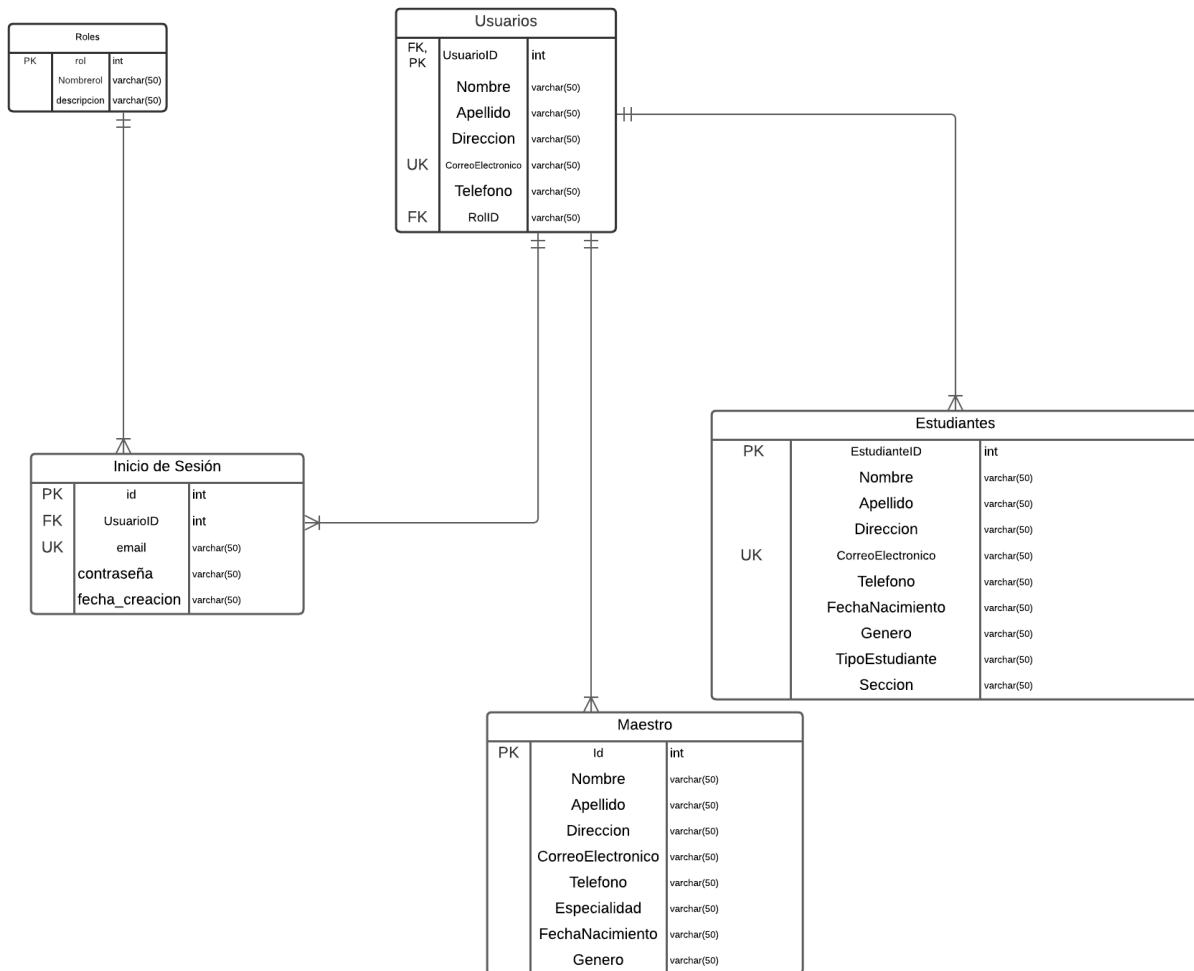 Roles
PK rol int
Nombrerol varchar(50)
descripcion varchar(50)
Usuarios
FK,
PK UsuarioID int
Nombre varchar(50)
Apellido varchar(50)
Direccion varchar(50)
UK CorreoElectronico varchar(50)
Telefono varchar(50)
FK RolID varchar(50)
Inicio de Sesión
PK id int
FK UsuarioID int
UK email varchar(50)
contraseña varchar(50)
fecha_creacion varchar(50)
Estudiantes
PK EstudianteID int
Nombre varchar(50)
Apellido varchar(50)
Direccion varchar(50)
UK CorreoElectronico varchar(50)
Telefono varchar(50)
FechaNacimiento varchar(50)
Genero varchar(50)
TipoEstudiante varchar(50)
Seccion varchar(50)
Maestro
PK Id int
Nombre varchar(50)
Apellido varchar(50)
Direccion varchar(50)
CorreoElectronico varchar(50)
Telefono varchar(50)
Especialidad varchar(50)
FechaNacimiento varchar(50)
Genero varchar(50)